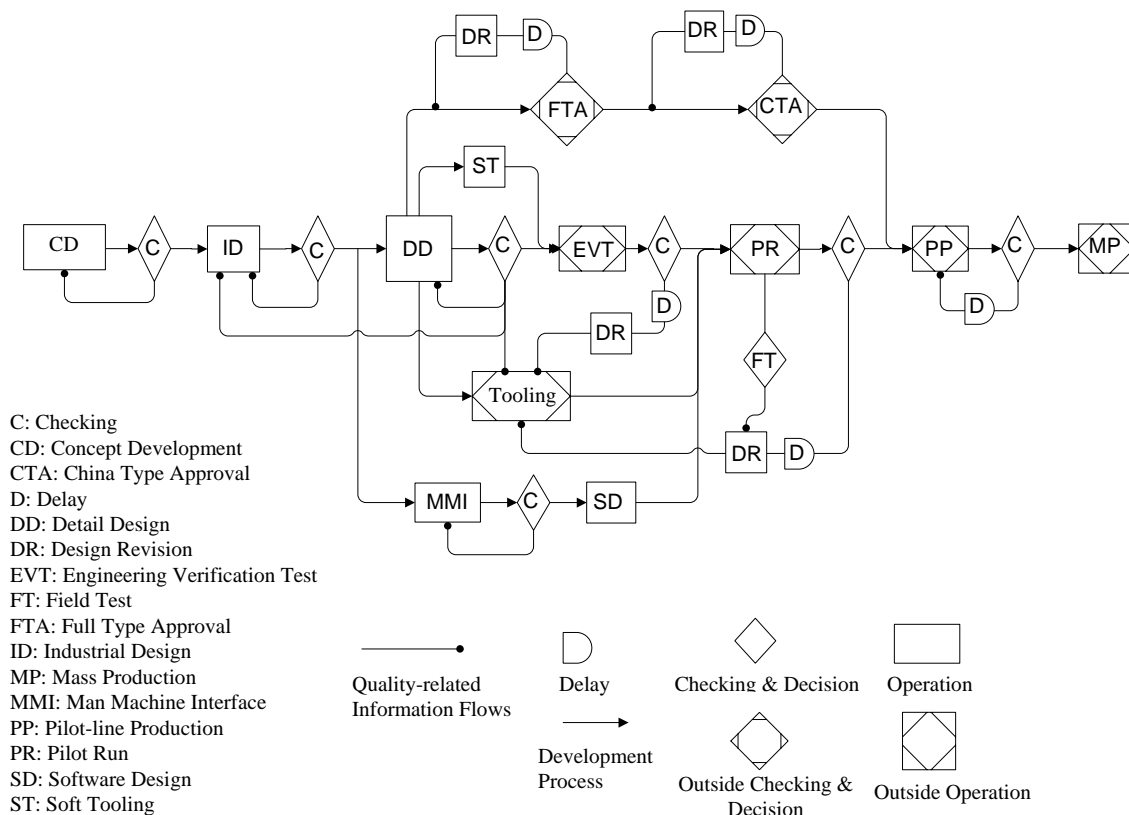 DR
D
DR
D
FTA
CTA
ST
CD
C
ID
C
DD
C
EVT
C
PR
C
PP
C
MP
D
D
DR
FT
Tooling
DR
D
MMI
C
SD
C: Checking
CD: Concept Development
CTA: China Type Approval
D: Delay
DD: Detail Design
DR: Design Revision
EVT: Engineering Verification Test
FT: Field Test
FTA: Full Type Approval
ID: Industrial Design
MP: Mass Production
MMI: Man Machine Interface
PP: Pilot-line Production
PR: Pilot Run
SD: Software Design
ST: Soft Tooling
Quality-related
Information Flows
Delay
Checking & Decision
Operation
Development
Process
Outside Checking &
Decision
Outside Operation